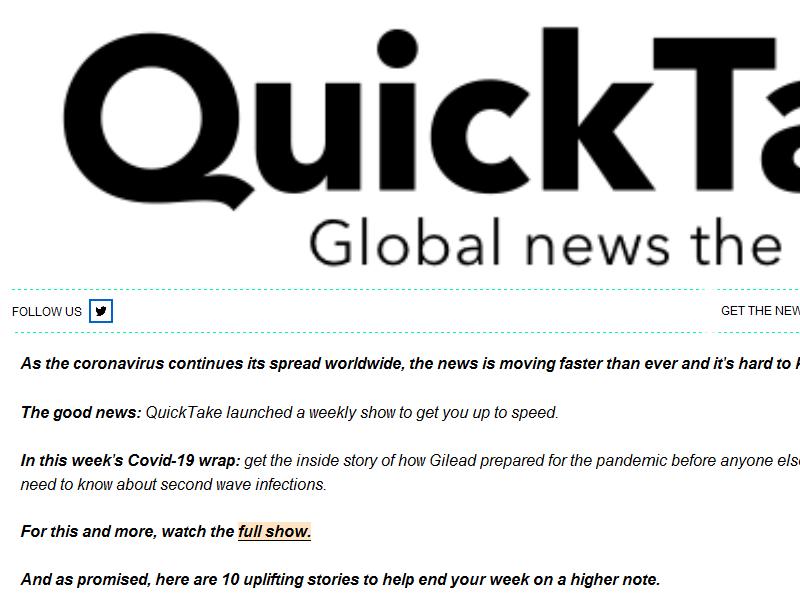 QuickTa
Global news the
FOLLOW US
GET THE NEW
As the coronavirus continues its spread worldwide, the news is moving faster than ever and it's hard to k
The good news: QuickTake launched a weekly show to get you up to speed.
In this week's Covid-19 wrap: get the inside story of how Gilead prepared for the pandemic before anyone else
need to know about second wave infections.
For this and more, watch the full show.
And as promised, here are 10 uplifting stories to help end your week on a higher note.